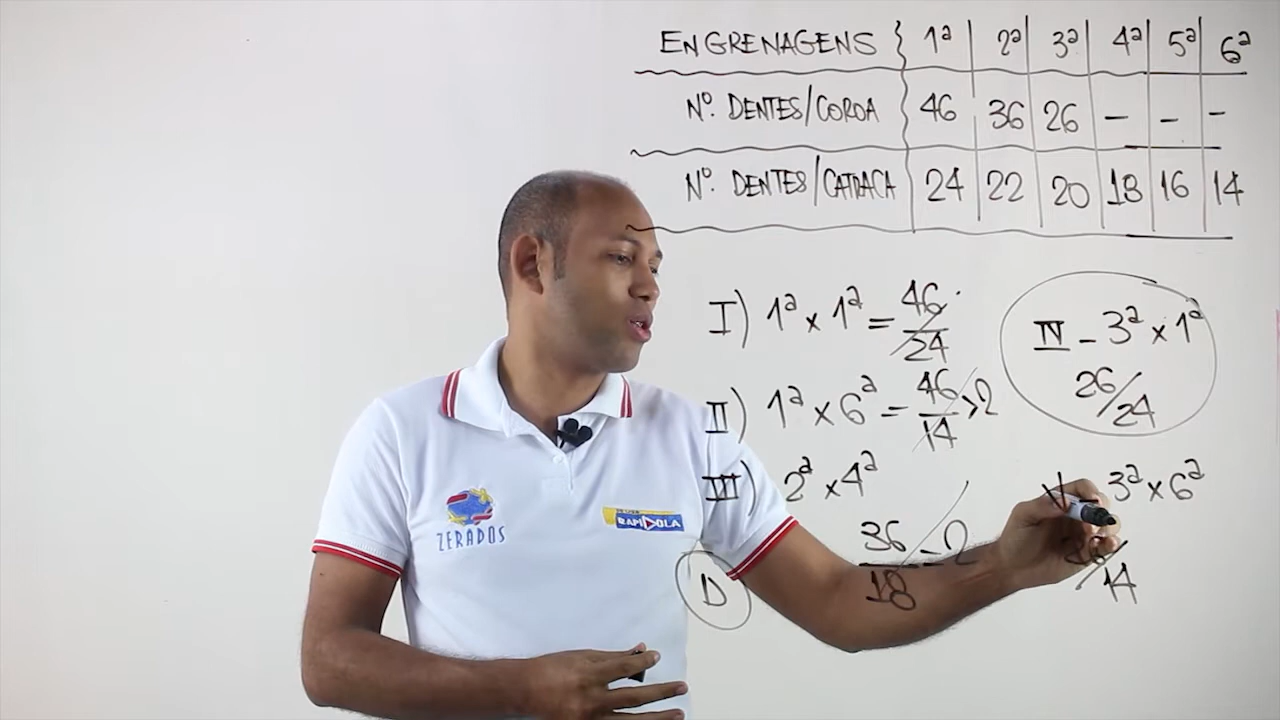 ENGRENAGENS 1ª 2ª 3ª 4ª 5ª 6ª
Nº. DENTES/COROA 46 36 26 - - -
Nº. DENTES/CATRACA 24 22 20 18 16 14
I) 1ª x 1ª = 46/24
II) 1ª x 6ª = 46/14 >2
III) 2ª x 4ª
36/18 = 2
D
IV - 3ª x 1ª
26/24
V - 3ª x 6ª
/14
ZERADOS
RAPIDOLA